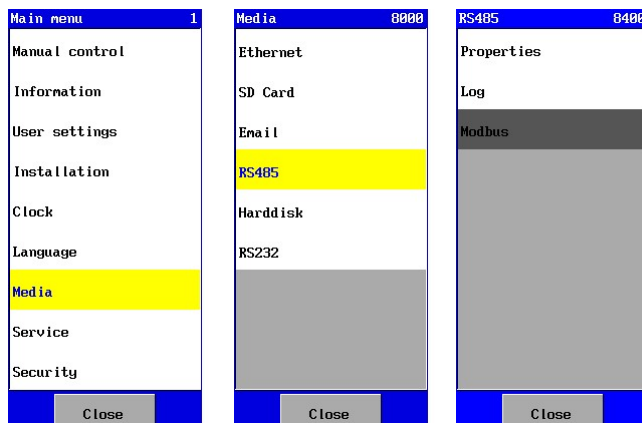 Main menu 1
Manual control
Information
User settings
Installation
Clock
Language
Media
Service
Security
Close
Media 8000
Ethernet
SD Card
Email
RS485
Harddisk
RS232
Close
RS485 8400
Properties
Log
Modbus
Close